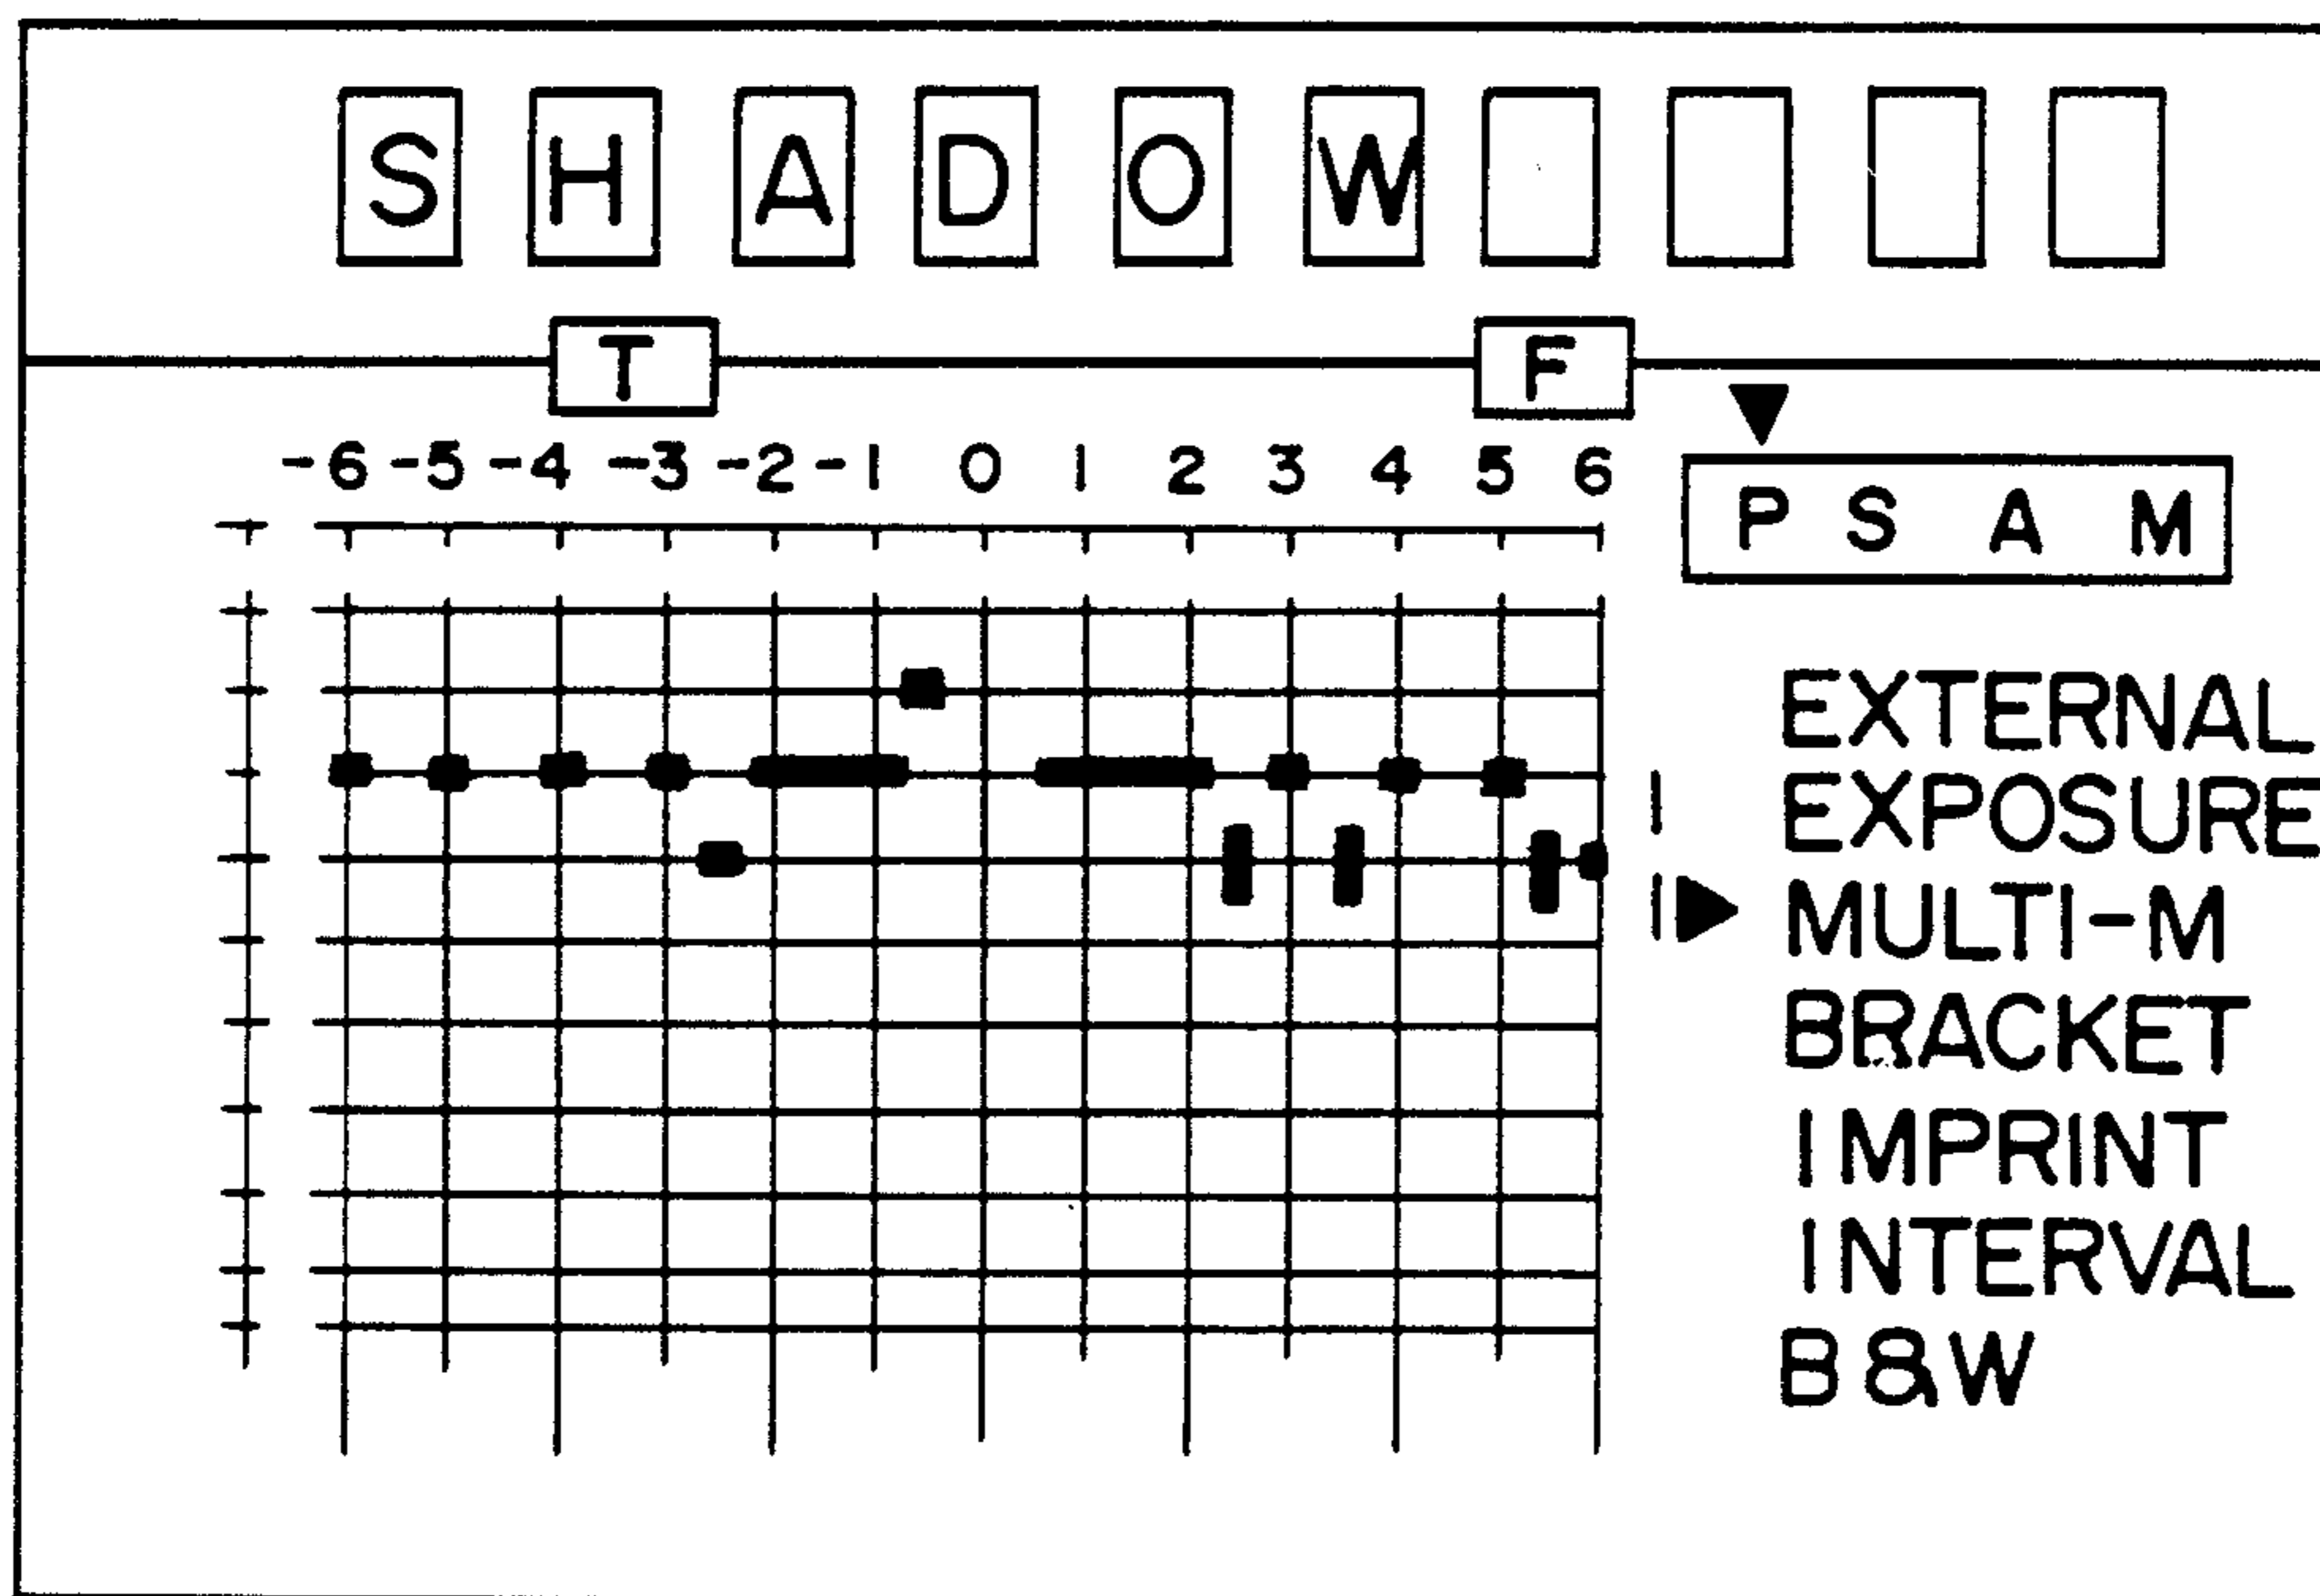 SHADOW
T F
-6 -5 -4 -3 -2 -1 0 1 2 3 4 5 6
P S A M
EXTERNAL
EXPOSURE
MULTI-M
BRACKET
IMPRINT
INTERVAL
B&W